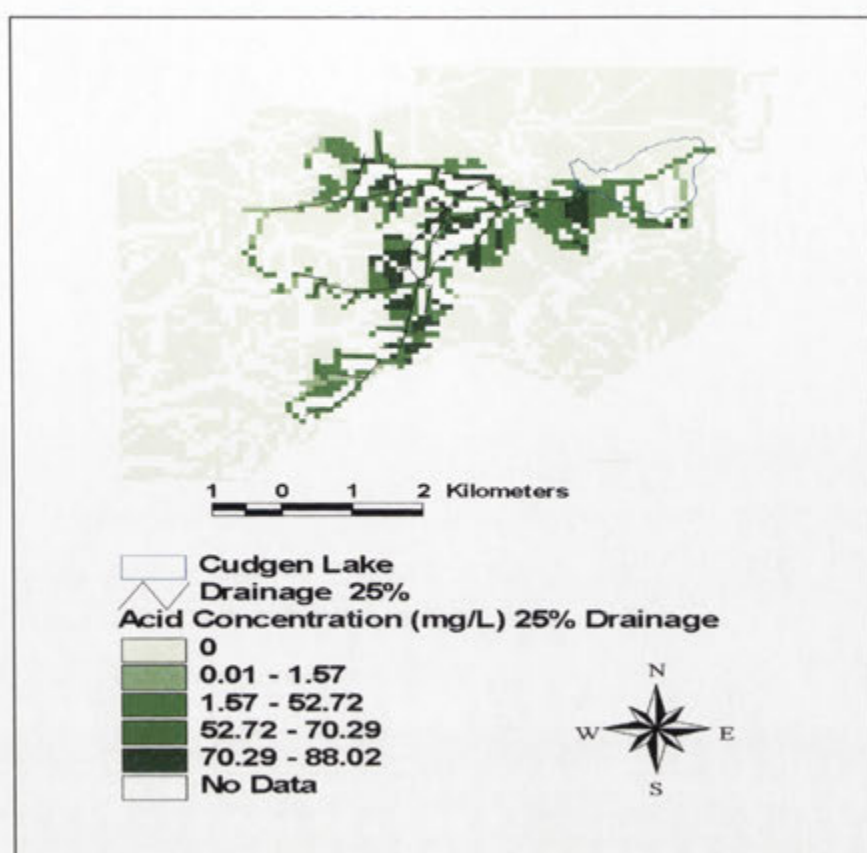 1 0 1 2 Kilometers
Cudgen Lake
Drainage 25%
Acid Concentration (mg/L) 25% Drainage
0
0.01 - 1.57
1.57 - 52.72
52.72 - 70.29
70.29 - 88.02
No Data
N
W E
S